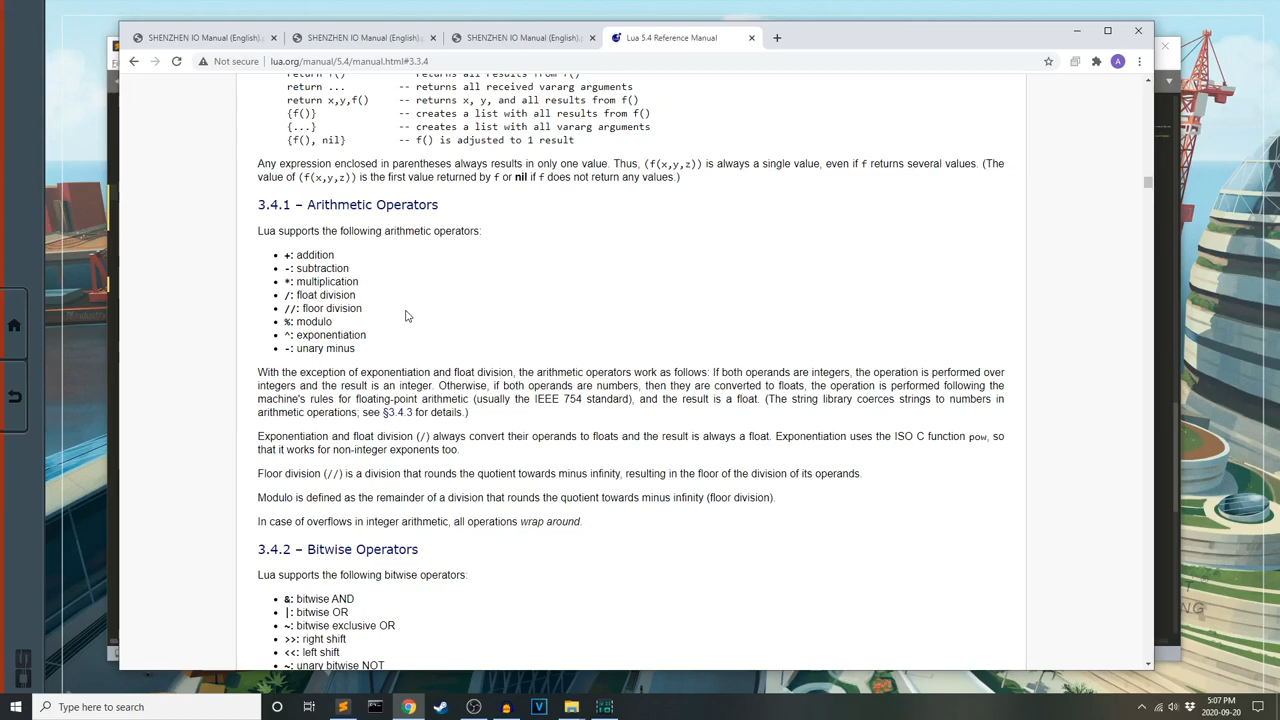 SHENZHEN IO Manual (English).p
SHENZHEN IO Manual (English).p
SHENZHEN IO Manual (English).p
Lua 5.4 Reference Manual
Not secure
lua.org/manual/5.4/manual.html#3.3.4
A
return f() -- returns all results from f()
return ... -- returns all received vararg arguments
return x,y,f() -- returns x, y, and all results from f()
{f()} -- creates a list with all results from f()
{...} -- creates a list with all vararg arguments
{f(), nil} -- f() is adjusted to 1 result
Any expression enclosed in parentheses always results in only one value. Thus, (f(x,y,z)) is always a single value, even if f returns several values. (The
value of (f(x,y,z)) is the first value returned by f or nil if f does not return any values.)
3.4.1 – Arithmetic Operators
Lua supports the following arithmetic operators:
• +: addition
• -: subtraction
• *: multiplication
• /: float division
• //: floor division
• %: modulo
• ^: exponentiation
• -: unary minus
With the exception of exponentiation and float division, the arithmetic operators work as follows: If both operands are integers, the operation is performed over
integers and the result is an integer. Otherwise, if both operands are numbers, then they are converted to floats, the operation is performed following the
machine's rules for floating-point arithmetic (usually the IEEE 754 standard), and the result is a float. (The string library coerces strings to numbers in
arithmetic operations; see §3.4.3 for details.)
Exponentiation and float division (/) always convert their operands to floats and the result is always a float. Exponentiation uses the ISO C function pow, so
that it works for non-integer exponents too.
Floor division (//) is a division that rounds the quotient towards minus infinity, resulting in the floor of the division of its operands.
Modulo is defined as the remainder of a division that rounds the quotient towards minus infinity (floor division).
In case of overflows in integer arithmetic, all operations wrap around.
3.4.2 – Bitwise Operators
Lua supports the following bitwise operators:
• &: bitwise AND
• |: bitwise OR
• ~: bitwise exclusive OR
• >>: right shift
• <<: left shift
• ~: unary bitwise NOT
Type here to search
5:07 PM
2020-09-20